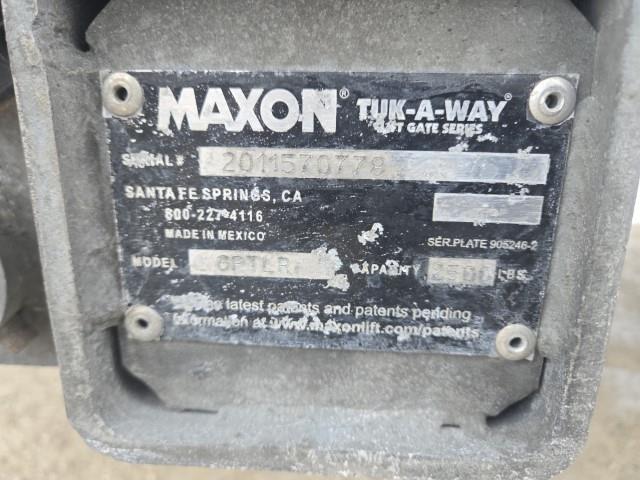 MAXON® TUK-A-WAY®
LIFT GATE SERIES
SERIAL # 2011570779
SANTA FE SPRINGS, CA
800-227-4116
MADE IN MEXICO
SER.PLATE 905246-2
MODEL GPTLR CAPACITY 2500 LBS.
latest patents and patents pending
information at www.maxonlift.com/patents.